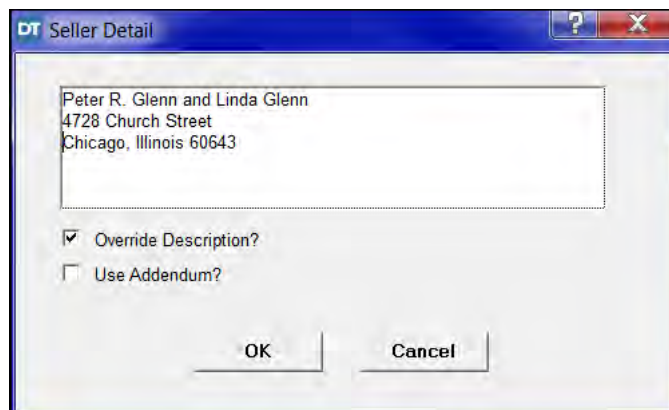 DT Seller Detail
?
X
Peter R. Glenn and Linda Glenn
4728 Church Street
Chicago, Illinois 60643
Override Description?
Use Addendum?
OK
Cancel